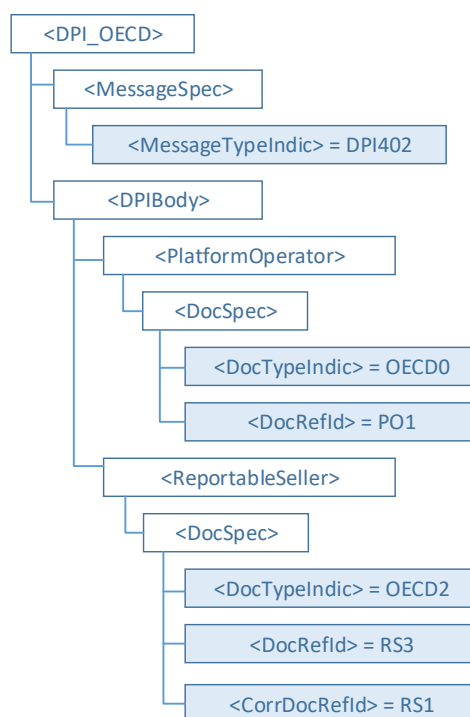 <DPI_OECD>
<MessageSpec>
<MessageTypeIndic> = DPI402
<DPIBody>
<PlatformOperator>
<DocSpec>
<DocTypeIndic> = OECD0
<DocRefId> = PO1
<ReportableSeller>
<DocSpec>
<DocTypeIndic> = OECD2
<DocRefId> = RS3
<CorrDocRefId> = RS1